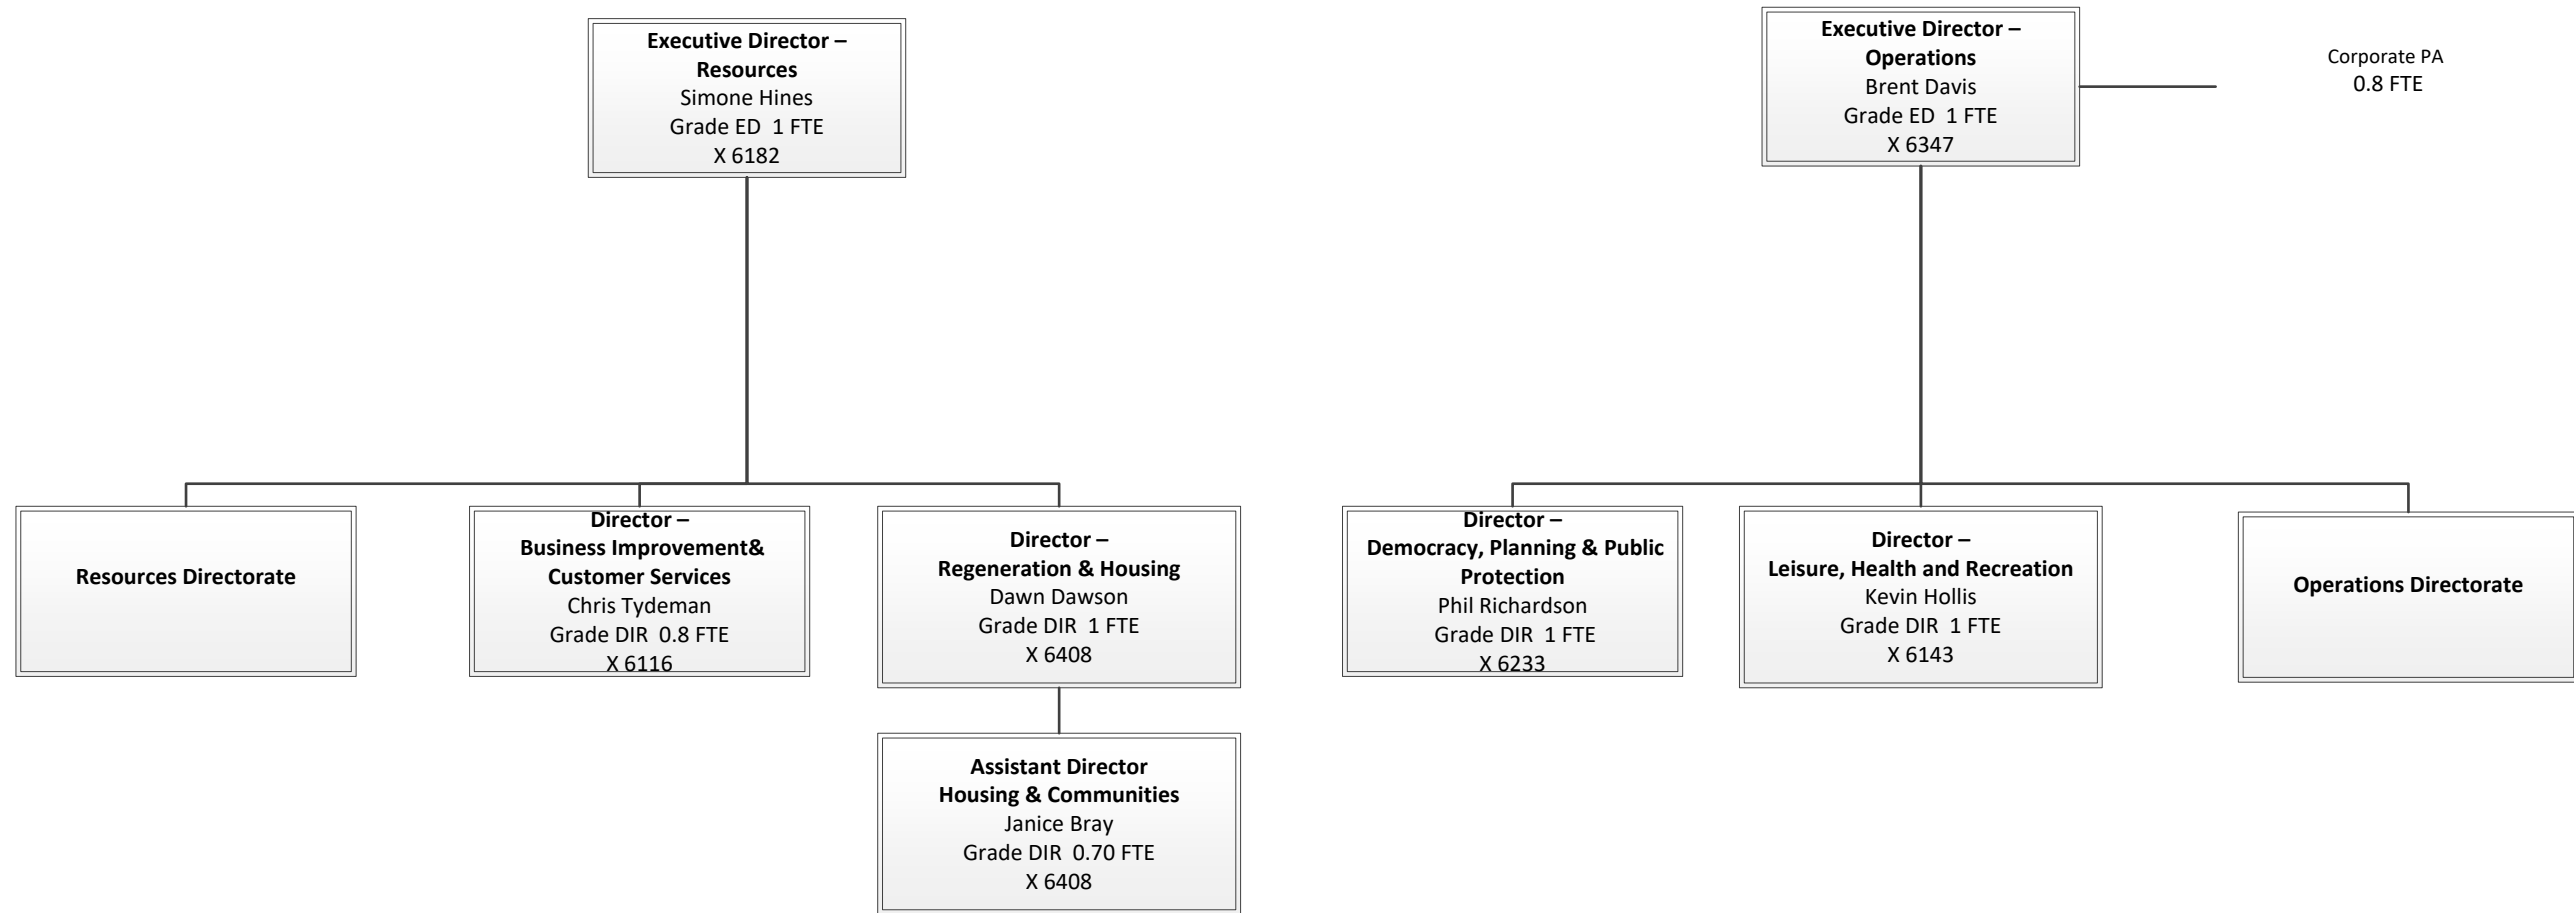 Executive Director –
Resources
Simone Hines
Grade ED 1 FTE
X 6182
Executive Director –
Operations
Brent Davis
Grade ED 1 FTE
X 6347
Corporate PA
0.8 FTE
Resources Directorate
Director –
Business Improvement&
Customer Services
Chris Tydeman
Grade DIR 0.8 FTE
X 6116
Director –
Regeneration & Housing
Dawn Dawson
Grade DIR 1 FTE
X 6408
Director –
Democracy, Planning & Public
Protection
Phil Richardson
Grade DIR 1 FTE
X 6233
Director –
Leisure, Health and Recreation
Kevin Hollis
Grade DIR 1 FTE
X 6143
Operations Directorate
Assistant Director
Housing & Communities
Janice Bray
Grade DIR 0.70 FTE
X 6408